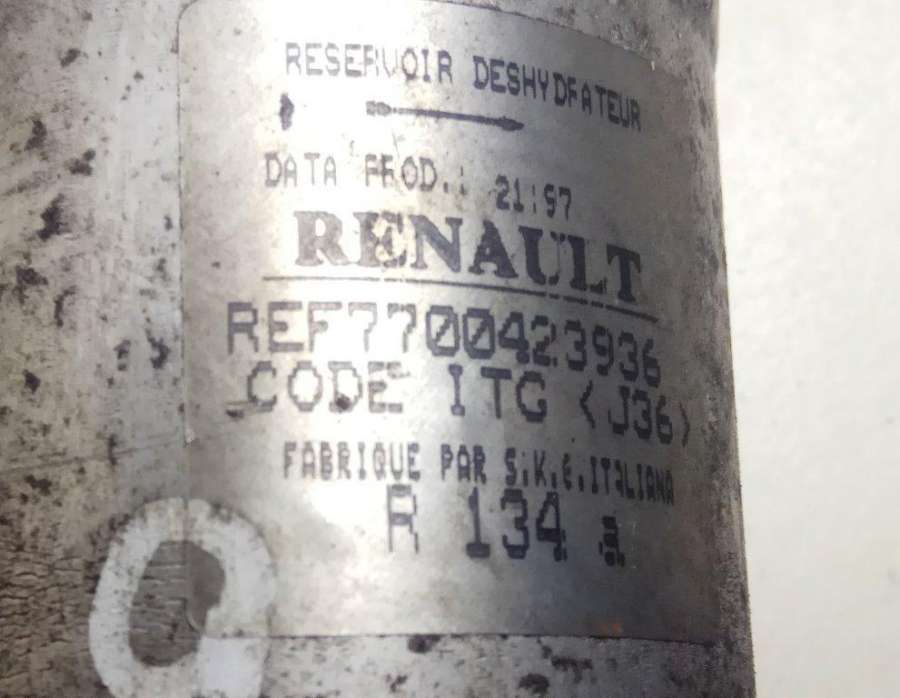 RESERVOIR DESHYDRATEUR
DATA PROD.: 21:97
RENAULT
REF7700423936
CODE ITG (J36)
FABRIQUE PAR S.K.G. ITALIANA
R 134 a